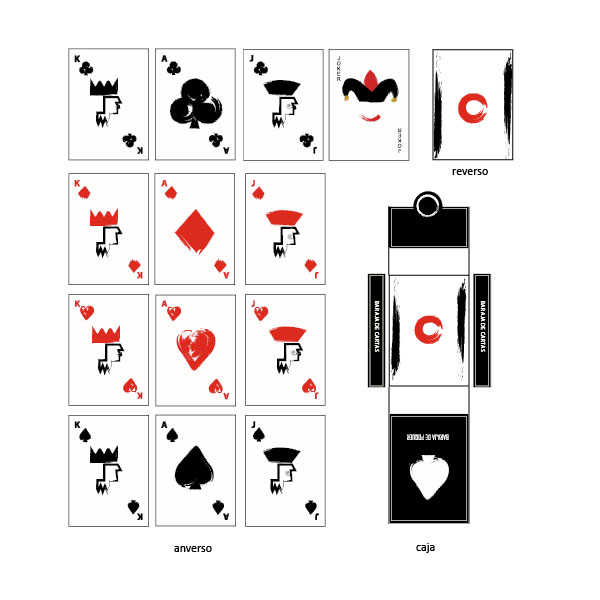 K
K
A
A
J
J
JOKER
JOKER
reverso
K
K
A
A
J
J
K
K
A
A
J
J
BARAJA DE CARTAS
BARAJA DE CARTAS
K
K
A
A
J
J
BARAJA DE POQUER
anverso
caja